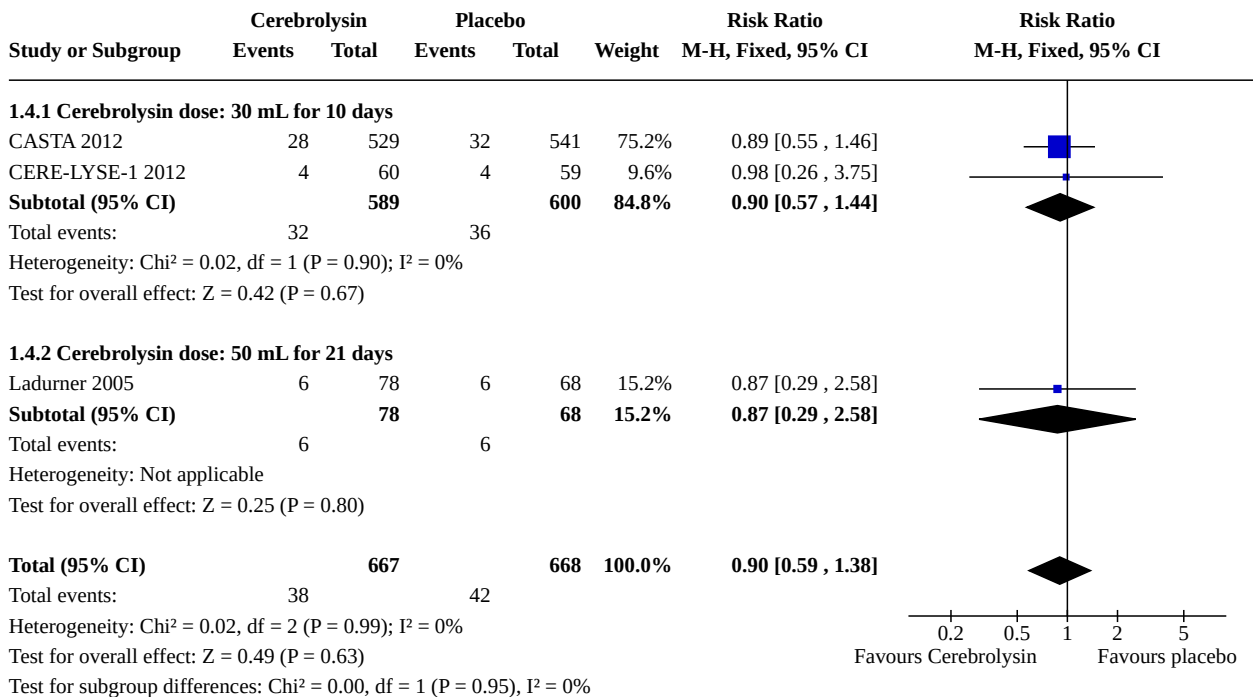 Cerebrolysin Placebo Risk Ratio Risk Ratio
Study or Subgroup Events Total Events Total Weight M-H, Fixed, 95% CI M-H, Fixed, 95% CI
1.4.1 Cerebrolysin dose: 30 mL for 10 days
CASTA 2012 28 529 32 541 75.2% 0.89 [0.55 , 1.46]
CERE-LYSE-1 2012 4 60 4 59 9.6% 0.98 [0.26 , 3.75]
Subtotal (95% CI) 589 600 84.8% 0.90 [0.57 , 1.44]
Total events: 32 36
Heterogeneity: Chi² = 0.02, df = 1 (P = 0.90); I² = 0%
Test for overall effect: Z = 0.42 (P = 0.67)
1.4.2 Cerebrolysin dose: 50 mL for 21 days
Ladurner 2005 6 78 6 68 15.2% 0.87 [0.29 , 2.58]
Subtotal (95% CI) 78 68 15.2% 0.87 [0.29 , 2.58]
Total events: 6 6
Heterogeneity: Not applicable
Test for overall effect: Z = 0.25 (P = 0.80)
Total (95% CI) 667 668 100.0% 0.90 [0.59 , 1.38]
Total events: 38 42
Heterogeneity: Chi² = 0.02, df = 2 (P = 0.99); I² = 0%
Test for overall effect: Z = 0.49 (P = 0.63)
Test for subgroup differences: Chi² = 0.00, df = 1 (P = 0.95), I² = 0%
0.2 0.5 1 2 5
Favours Cerebrolysin Favours placebo